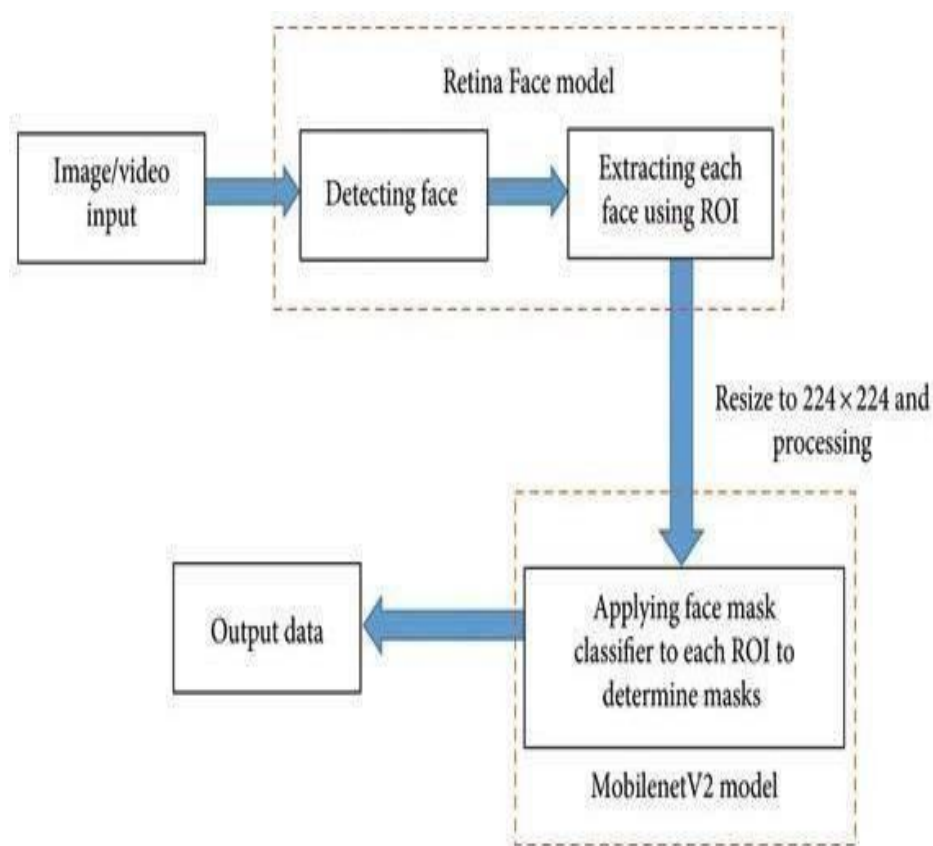 Retina Face model
Image/video
input
Detecting face
Extracting each
face using ROI
Resize to 224 × 224 and
processing
Applying face mask
classifier to each ROI to
determine masks
MobilenetV2 model
Output data